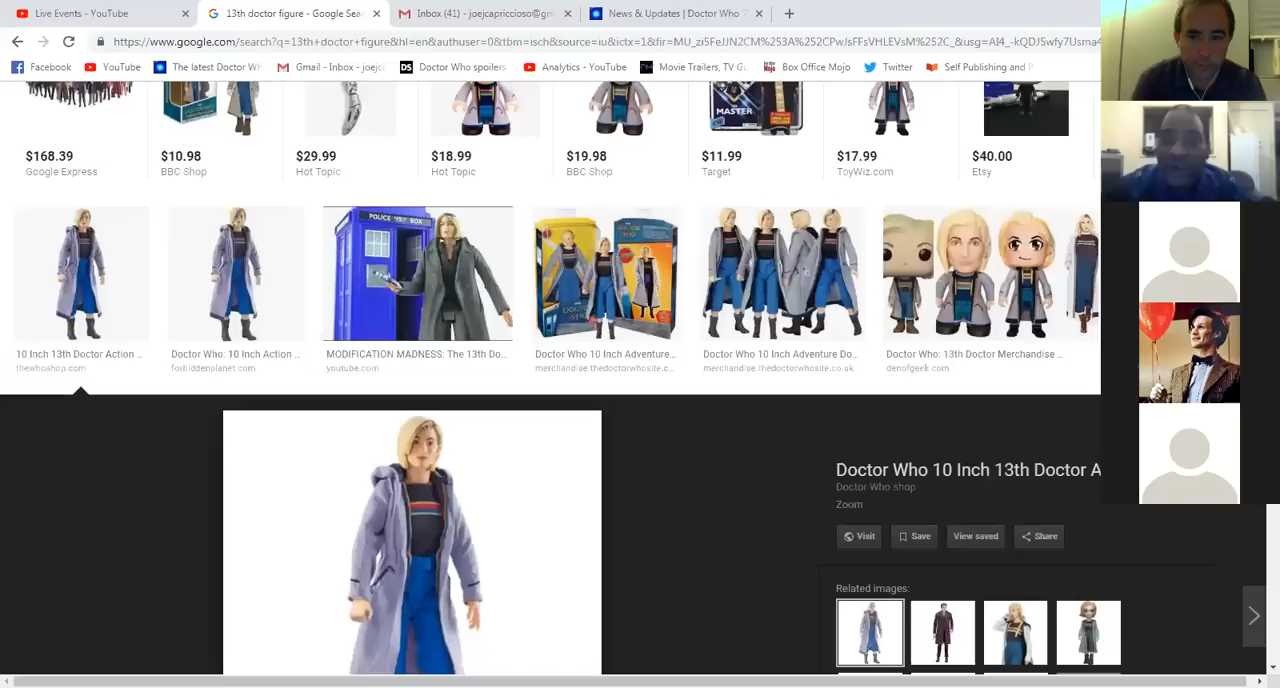 Live Events - YouTube
13th doctor figure - Google Sea
Inbox (41) - joejcapriccioso@gm
News & Updates | Doctor Who T
https://www.google.com/search?q=13th+doctor+figure&hl=en&authuser=0&tbm=isch&source=iu&ictx=1&fir=MU_zi5FeJJN2CM%253A%252CPwJsFFsVHLEVsM%252C_&usg=AI4_-kQDJ5wfy7Usma4
Facebook
YouTube
The latest Doctor Wh
Gmail - Inbox - joejca
Doctor Who spoilers
Analytics - YouTube
Movie Trailers, TV Gu
Box Office Mojo
Twitter
Self Publishing and
$168.39
$10.98
$29.99
$18.99
$19.98
$11.99
$17.99
$40.00
Google Express
BBC Shop
Hot Topic
Hot Topic
BBC Shop
Target
ToyWiz.com
Etsy
MASTER
POLICE BOX
10 Inch 13th Doctor Action ...
Doctor Who: 10 Inch Action ...
MODIFICATION MADNESS: The 13th Do...
Doctor Who 10 Inch Adventure...
Doctor Who 10 Inch Adventure Do...
Doctor Who: 13th Doctor Merchandise ...
thewhoshop.com
forbiddenplanet.com
youtube.com
merchandise.thedoctorwhosite.c...
merchandise.thedoctorwhosite.co.uk
denofgeek.com
Doctor Who 10 Inch 13th Doctor A
Doctor Who shop
Zoom
Visit
Save
View saved
Share
Related images: